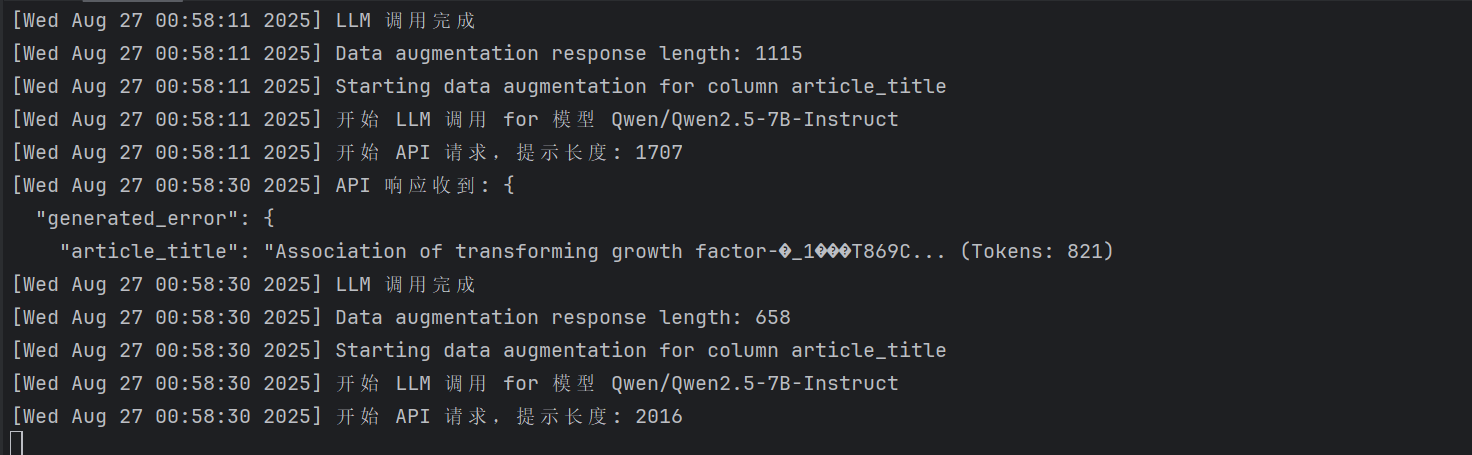 [Wed Aug 27 00:58:11 2025] LLM 调用完成
[Wed Aug 27 00:58:11 2025] Data augmentation response length: 1115
[Wed Aug 27 00:58:11 2025] Starting data augmentation for column article_title
[Wed Aug 27 00:58:11 2025] 开始 LLM 调用 for 模型 Qwen/Qwen2.5-7B-Instruct
[Wed Aug 27 00:58:11 2025] 开始 API 请求，提示长度: 1707
[Wed Aug 27 00:58:30 2025] API 响应收到: {
  "generated_error": {
    "article_title": "Association of transforming growth factor-�_1���T869C... (Tokens: 821)
[Wed Aug 27 00:58:30 2025] LLM 调用完成
[Wed Aug 27 00:58:30 2025] Data augmentation response length: 658
[Wed Aug 27 00:58:30 2025] Starting data augmentation for column article_title
[Wed Aug 27 00:58:30 2025] 开始 LLM 调用 for 模型 Qwen/Qwen2.5-7B-Instruct
[Wed Aug 27 00:58:30 2025] 开始 API 请求，提示长度: 2016